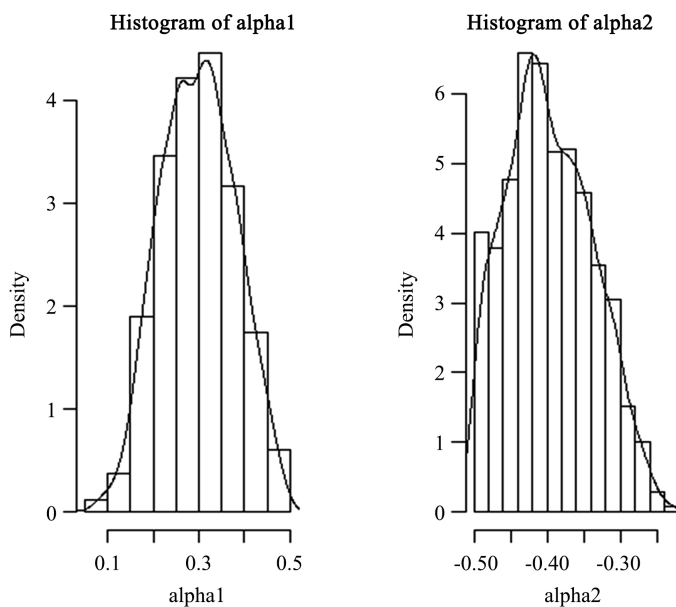 Histogram of alpha1
Density
4
3
2
1
0
0.1 0.3 0.5
alpha1
Histogram of alpha2
Density
6
5
4
3
2
1
0
-0.50 -0.40 -0.30
alpha2